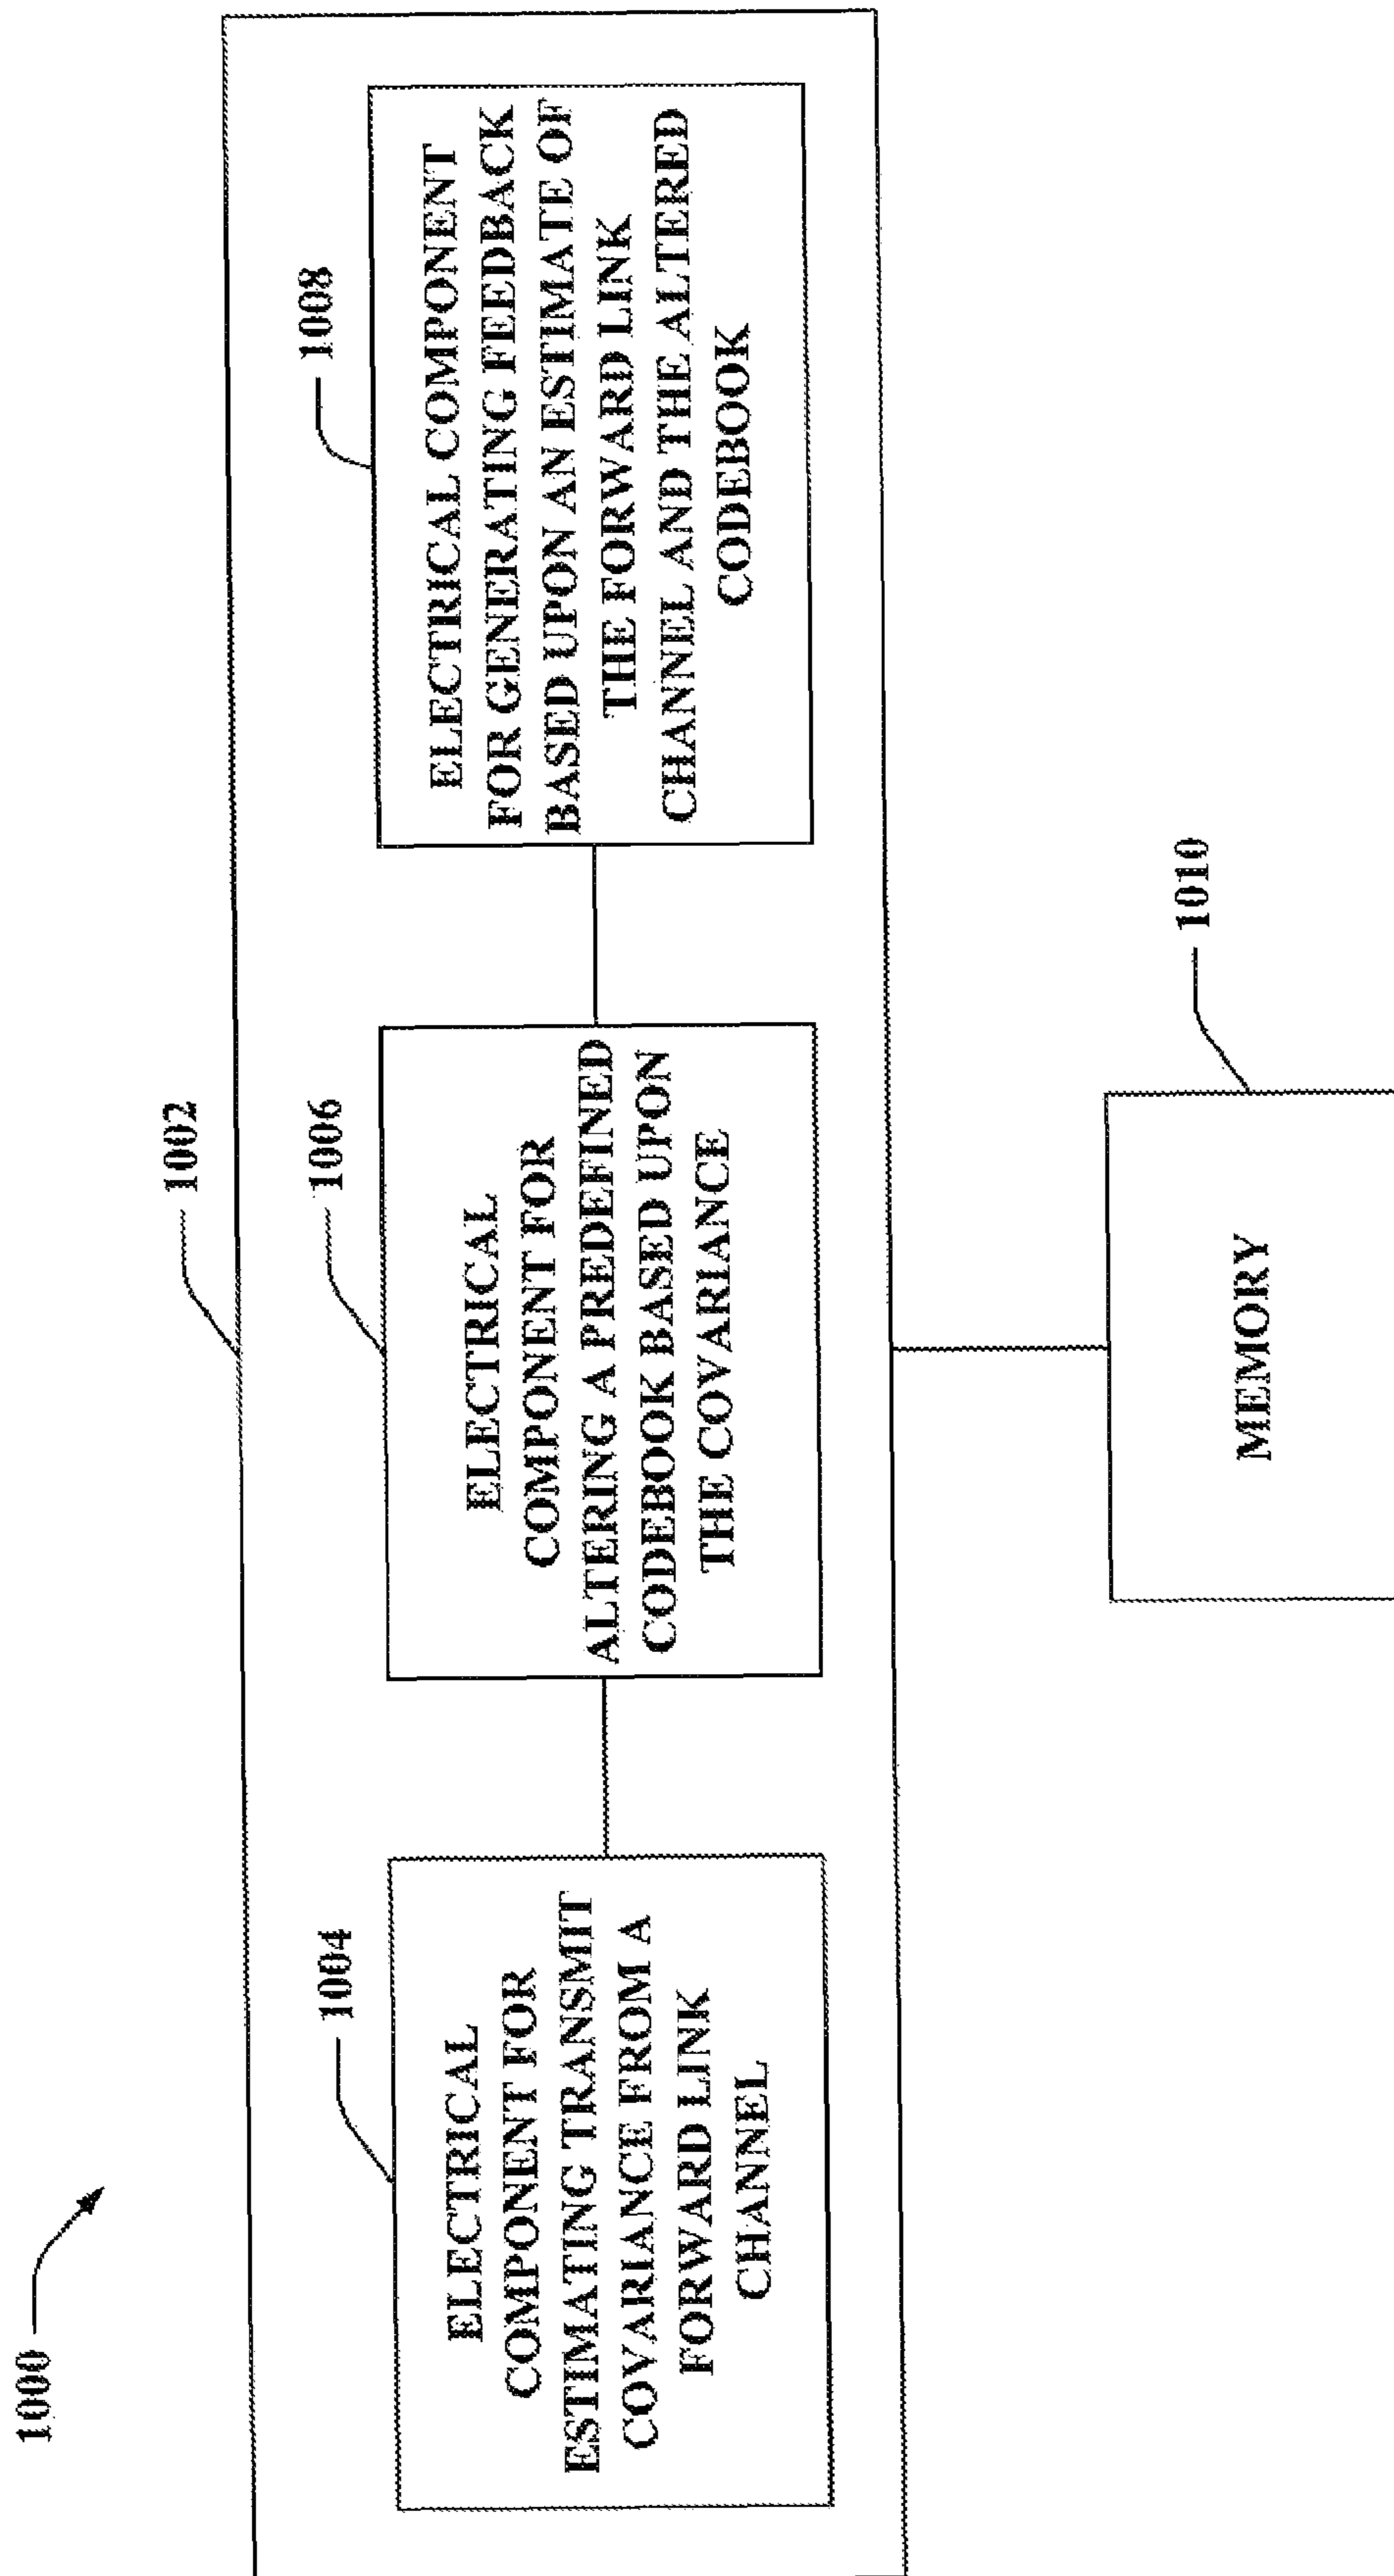 1000
1002
1004
ELECTRICAL
COMPONENT FOR
ESTIMATING TRANSMIT
COVARIANCE FROM A
FORWARD LINK
CHANNEL
1006
ELECTRICAL
COMPONENT FOR
ALTERING A PREDEFINED
CODEBOOK BASED UPON
THE COVARIANCE
1008
ELECTRICAL COMPONENT
FOR GENERATING FEEDBACK
BASED UPON AN ESTIMATE OF
THE FORWARD LINK
CHANNEL AND THE ALTERED
CODEBOOK
1010
MEMORY